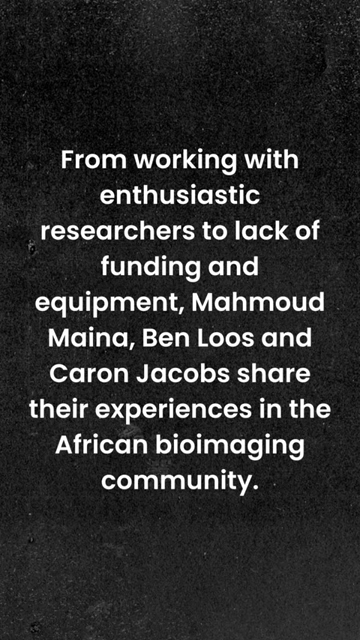 From working with
enthusiastic
researchers to lack of
funding and
equipment, Mahmoud
Maina, Ben Loos and
Caron Jacobs share
their experiences in the
African bioimaging
community.